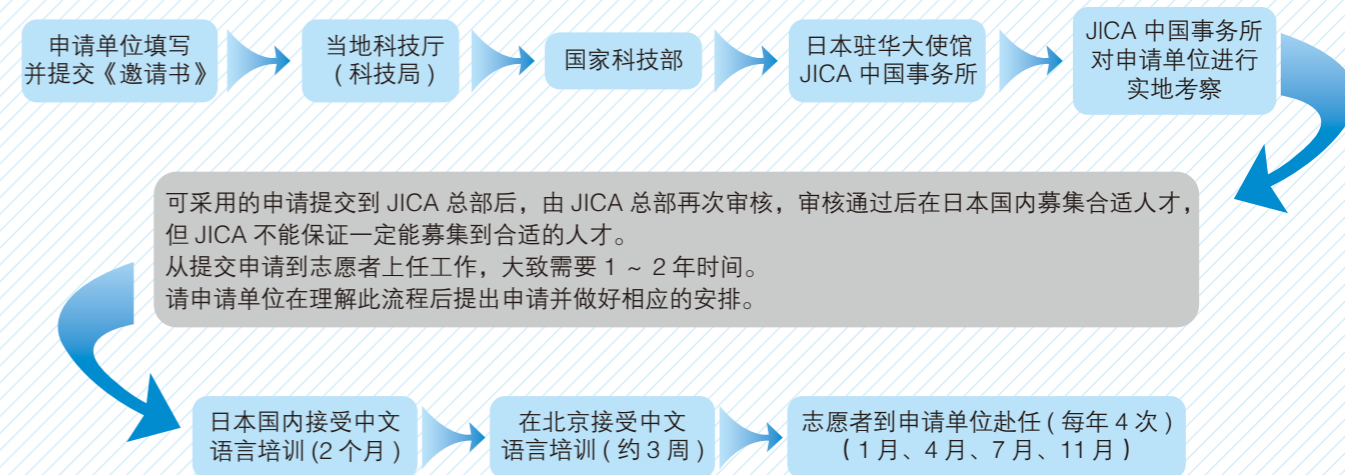 申请单位填写
并提交《邀请书》
当地科技厅
(科技局)
国家科技部
日本驻华大使馆
JICA 中国事务所
JICA 中国事务所
对申请单位进行
实地考察
可采用的申请提交到 JICA 总部后，由 JICA 总部再次审核，审核通过后在日本国内募集合适人才，
但 JICA 不能保证一定能募集到合适的人才。
从提交申请到志愿者上任工作，大致需要 1 ~ 2 年时间。
请申请单位在理解此流程后提出申请并做好相应的安排。
日本国内接受中文
语言培训 (2 个月)
在北京接受中文
语言培训 ( 约 3 周 )
志愿者到申请单位赴任 ( 每年 4 次 )
( 1 月、4 月、7 月、11 月 )